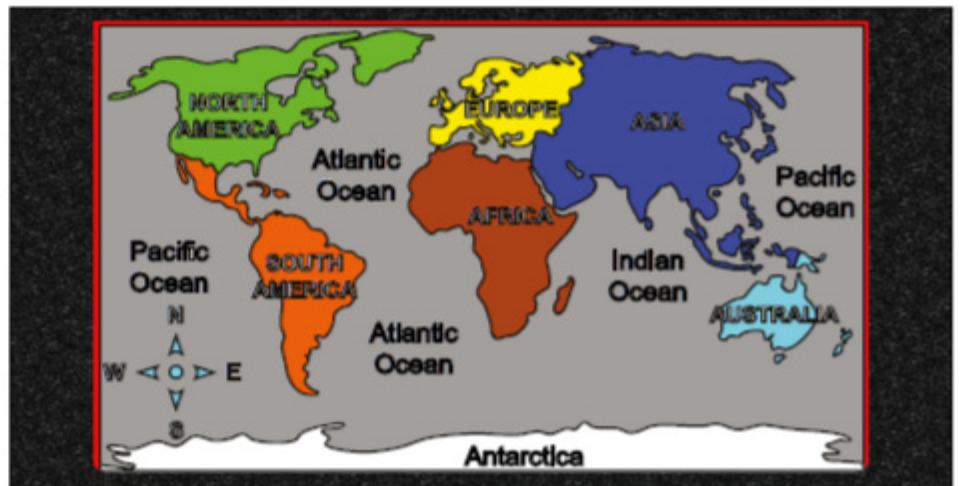 NORTH
AMERICA
EUROPE
ASIA
Atlantic
Ocean
Pacific
Ocean
AFRICA
Pacific
Ocean
SOUTH
AMERICA
Indian
Ocean
AUSTRALIA
N
Atlantic
Ocean
W
E
S
Antarctica